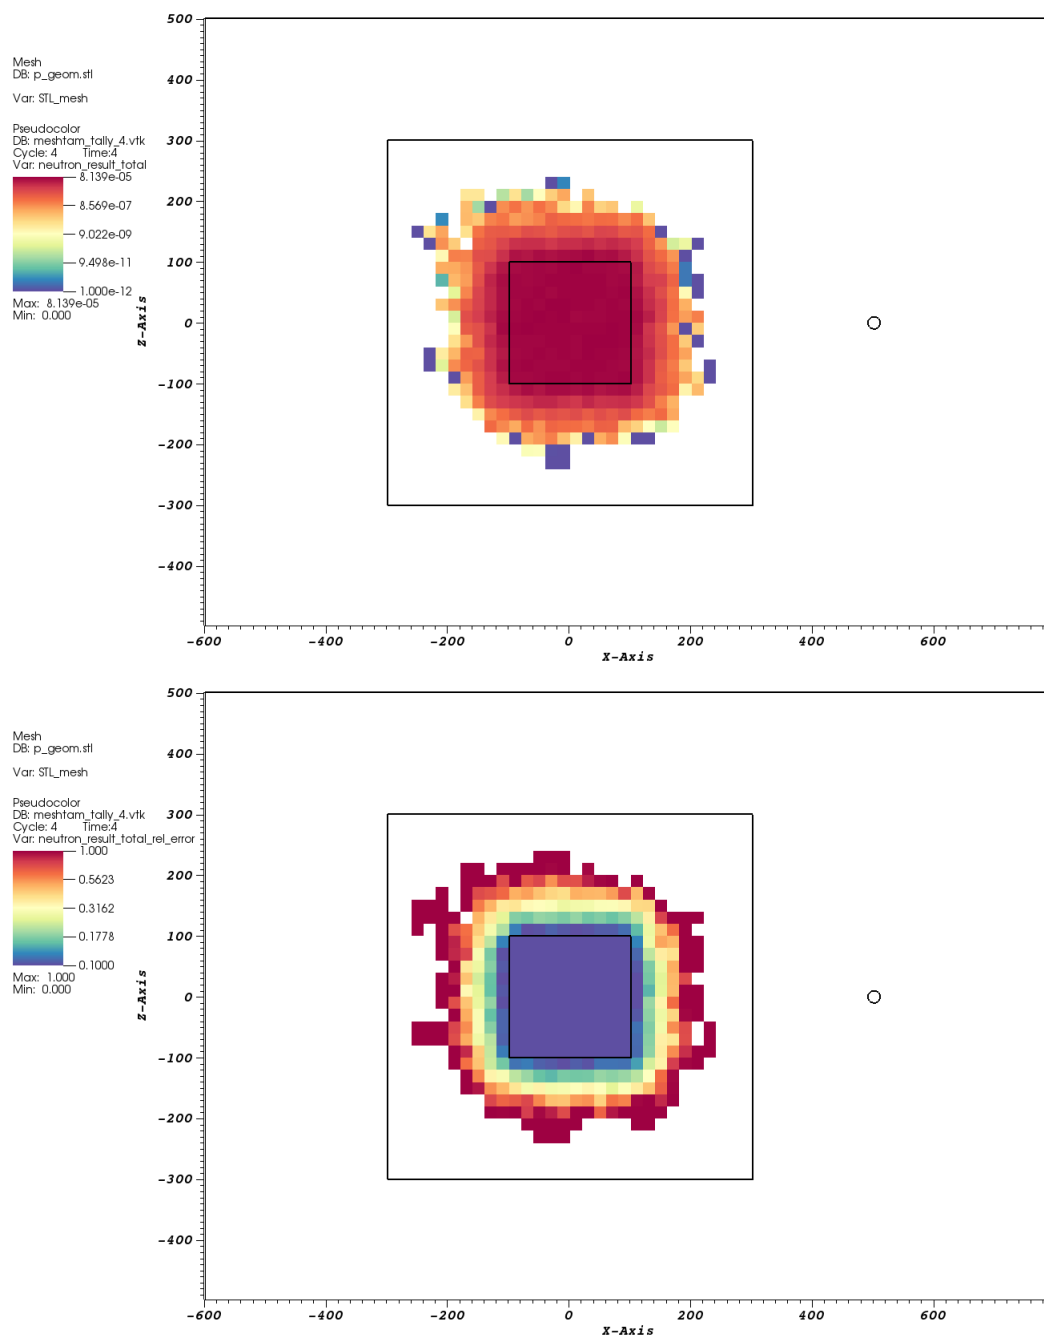 Mesh
DB: p_geom.stl
Var: STL_mesh
Pseudocolor
DB: meshtam_tally_4.vtk
Cycle: 4 Time:4
Var: neutron_result_total
8.139e-05
8.569e-07
9.022e-09
9.498e-11
1.000e-12
Max: 8.139e-05
Min: 0.000
500
400
300
200
100
0
-100
-200
-300
-400
Z-Axis
-600
-400
-200
0
200
400
600
X-Axis
Mesh
DB: p_geom.stl
Var: STL_mesh
Pseudocolor
DB: meshtam_tally_4.vtk
Cycle: 4 Time:4
Var: neutron_result_total_rel_error
1.000
0.5623
0.3162
0.1778
0.1000
Max: 1.000
Min: 0.000
500
400
300
200
100
0
-100
-200
-300
-400
Z-Axis
-600
-400
-200
0
200
400
600
X-Axis